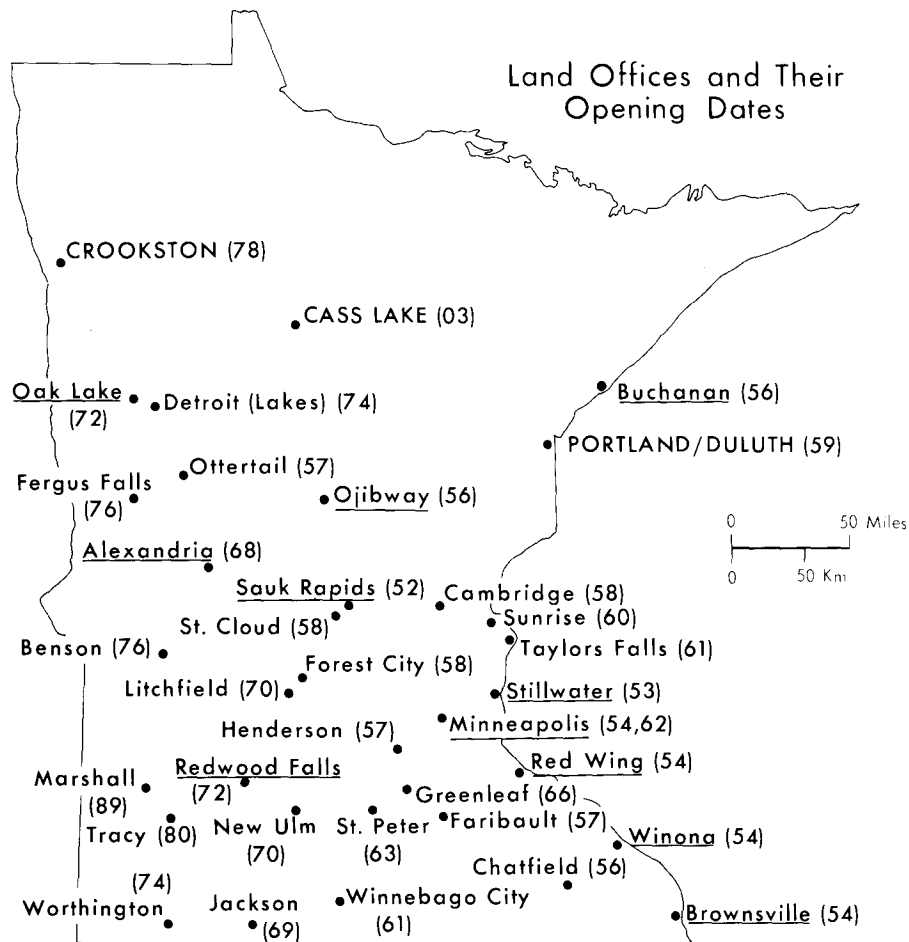 Land Offices and Their
Opening Dates
CROOKSTON (78)
CASS LAKE (03)
Oak Lake
(72)
Detroit (Lakes) (74)
Buchanan (56)
PORTLAND/DULUTH (59)
Ottertail (57)
Fergus Falls
(76)
Ojibway (56)
0 50 Miles
0 50 Km
Alexandria (68)
Sauk Rapids (52)
Cambridge (58)
St. Cloud (58)
Sunrise (60)
Benson (76)
Taylors Falls
(61)
Forest City (58)
Litchfield (70)
Stillwater (53)
Henderson (57)
Minneapolis (54,62)
Red Wing (54)
Marshall
(89)
Redwood Falls
(72)
Greenleaf (66)
Tracy (80)
New Ulm
(70)
St. Peter
(63)
Faribault (57)
Winona (54)
Chatfield (56)
(74)
Worthington
Jackson
(69)
Winnebago City
(61)
Brownsville (54)